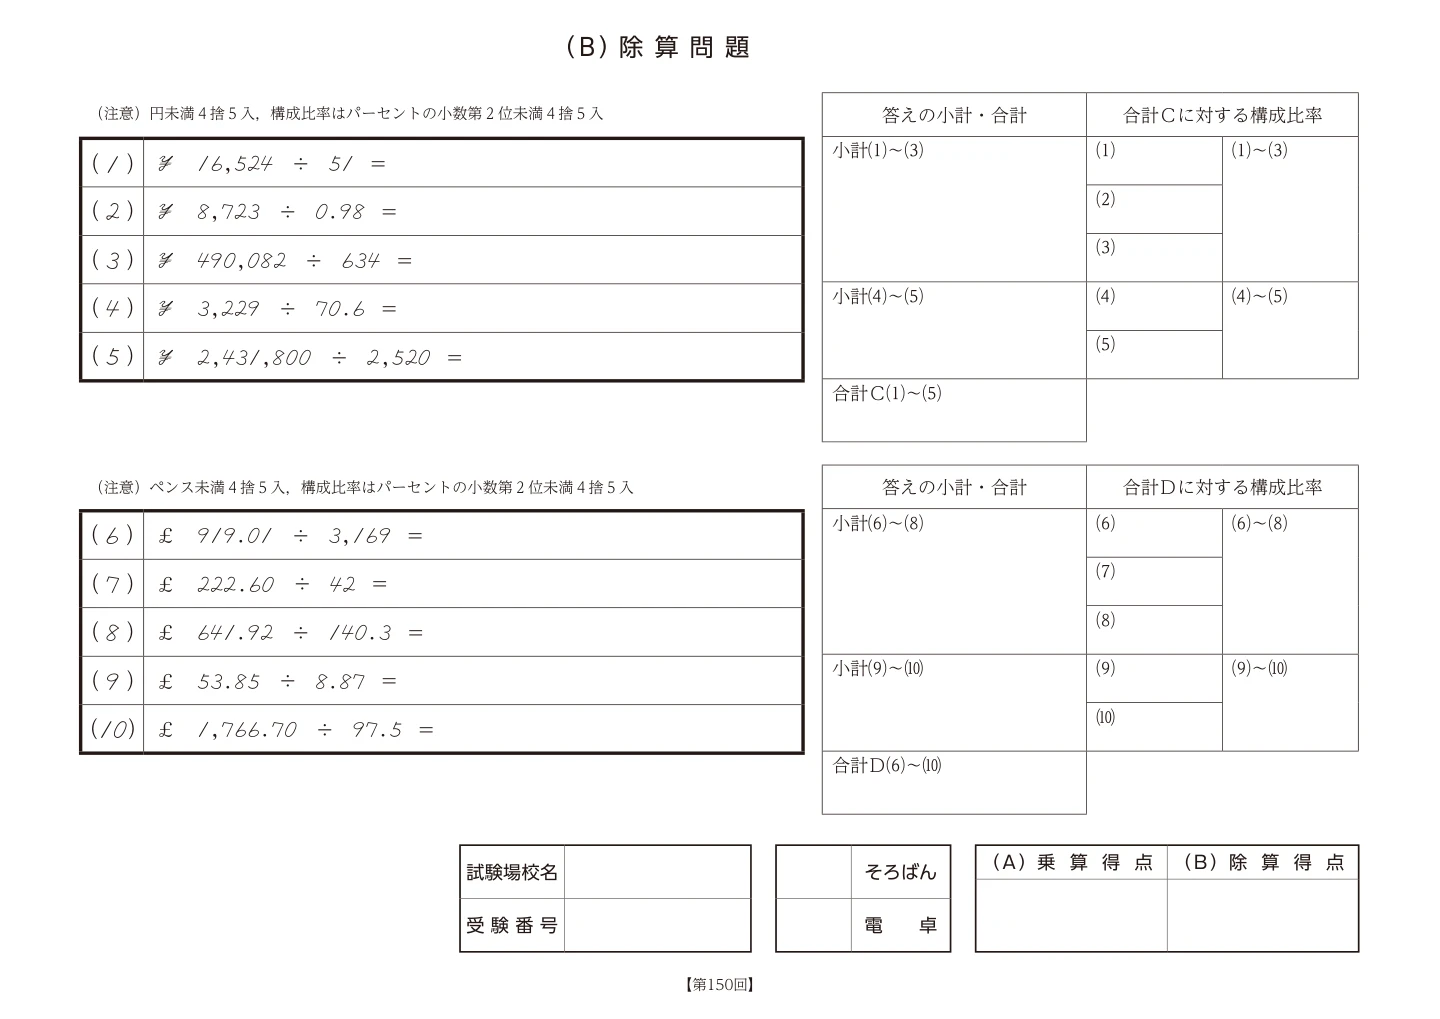 (B)除算問題
（注意）円未満４捨５入，構成比率はパーセントの小数第２位未満４捨５入
(1) ¥ 16,524 ÷ 51 =
(2) ¥ 8,723 ÷ 0.98 =
(3) ¥ 490,082 ÷ 634 =
(4) ¥ 3,229 ÷ 70.6 =
(5) ¥ 2,431,800 ÷ 2,520 =
答えの小計・合計 合計Ｃに対する構成比率
小計(1)～(3) (1) (1)～(3)
(2)
(3)
小計(4)～(5) (4) (4)～(5)
(5)
合計Ｃ(1)～(5)
（注意）ペンス未満４捨５入，構成比率はパーセントの小数第２位未満４捨５入
(6) £ 919.01 ÷ 3,169 =
(7) £ 222.60 ÷ 42 =
(8) £ 641.92 ÷ 140.3 =
(9) £ 53.85 ÷ 8.87 =
(10) £ 1,766.70 ÷ 97.5 =
答えの小計・合計 合計Ｄに対する構成比率
小計(6)～(8) (6) (6)～(8)
(7)
(8)
小計(9)～(10) (9) (9)～(10)
(10)
合計Ｄ(6)～(10)
試験場校名 そろばん (A)乗算得点 (B)除算得点
受験番号 電卓
【第150回】